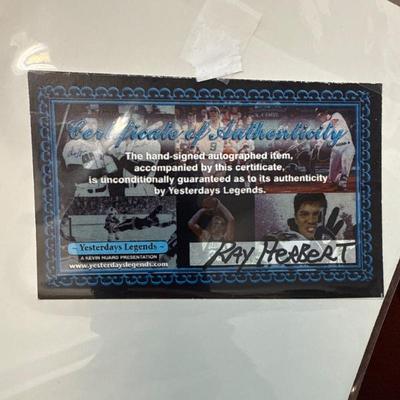 Certificate of Authenticity
9
The hand-signed autographed item,
accompanied by this certificate,
is unconditionally guaranteed as to its authenticity
by Yesterdays Legends.
~ Yesterdays Legends ~
A KEVIN HUARD PRESENTATION
www.yesterdayslegends.com
RAY HERBERT